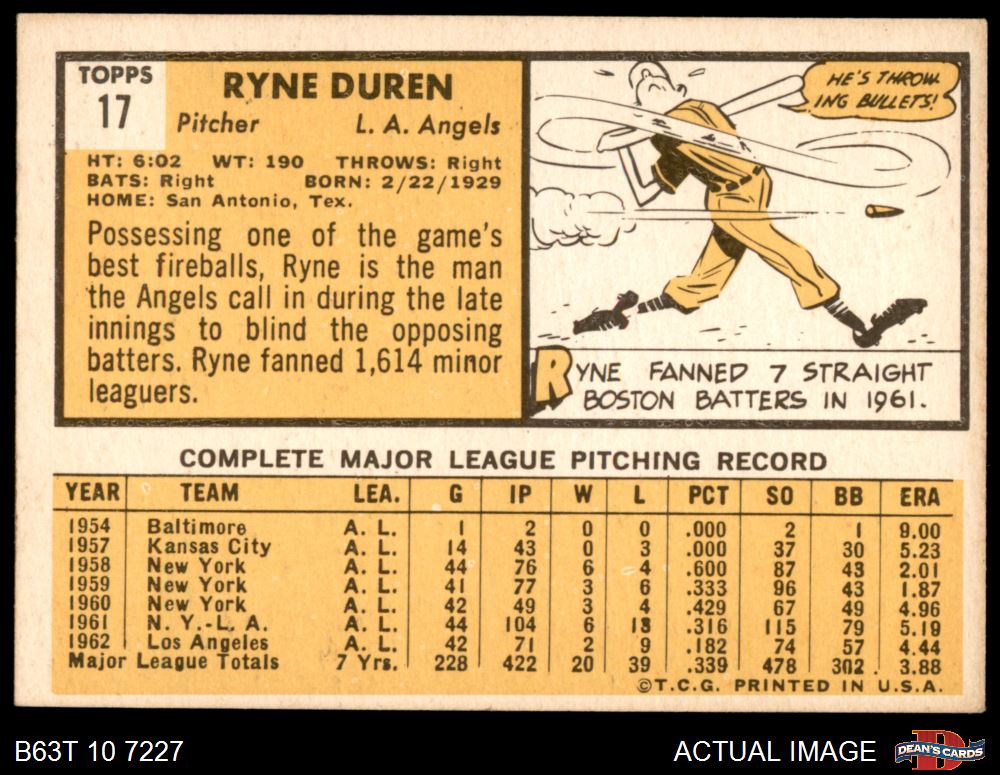 TOPPS
17
RYNE DUREN
Pitcher L. A. Angels
HT: 6:02 WT: 190 THROWS: Right
BATS: Right BORN: 2/22/1929
HOME: San Antonio, Tex.
Possessing one of the game's
best fireballs, Ryne is the man
the Angels call in during the late
innings to blind the opposing
batters. Ryne fanned 1,614 minor
leaguers.
HE'S THROW-
ING BULLETS!
RYNE FANNED 7 STRAIGHT
BOSTON BATTERS IN 1961.
COMPLETE MAJOR LEAGUE PITCHING RECORD
YEAR TEAM LEA. G IP W L PCT SO BB ERA
1954 Baltimore A. L. 1 2 0 0 .000 2 1 9.00
1957 Kansas City A. L. 14 43 0 3 .000 37 30 5.23
1958 New York A. L. 44 76 6 4 .600 87 43 2.01
1959 New York A. L. 41 77 3 6 .333 96 43 1.87
1960 New York A. L. 42 49 3 4 .429 67 49 4.96
1961 N. Y.-L. A. A. L. 44 104 6 13 .316 115 79 5.19
1962 Los Angeles A. L. 42 71 2 9 .182 74 57 4.44
Major League Totals 7 Yrs. 228 422 20 39 .339 478 302 3.88
©T.C.G. PRINTED IN U.S.A.
B63T 10 7227 ACTUAL IMAGE DEAN'S CARDS